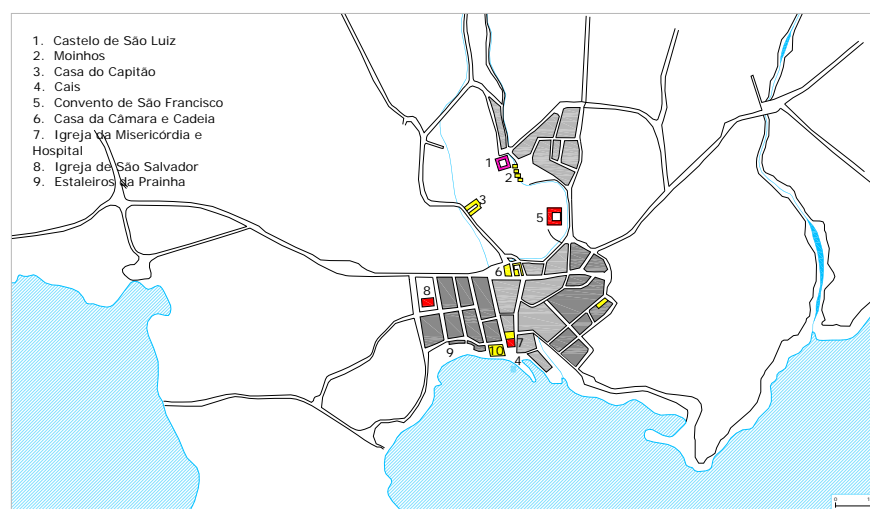 1. Castelo de São Luiz
2. Moinhos
3. Casa do Capitão
4. Cais
5. Convento de São Francisco
6. Casa da Câmara e Cadeia
7. Igreja da Misericórdia e
Hospital
8. Igreja de São Salvador
9. Estaleiros da Prainha
1
2
3
5
6
8
7
9
10
4
0